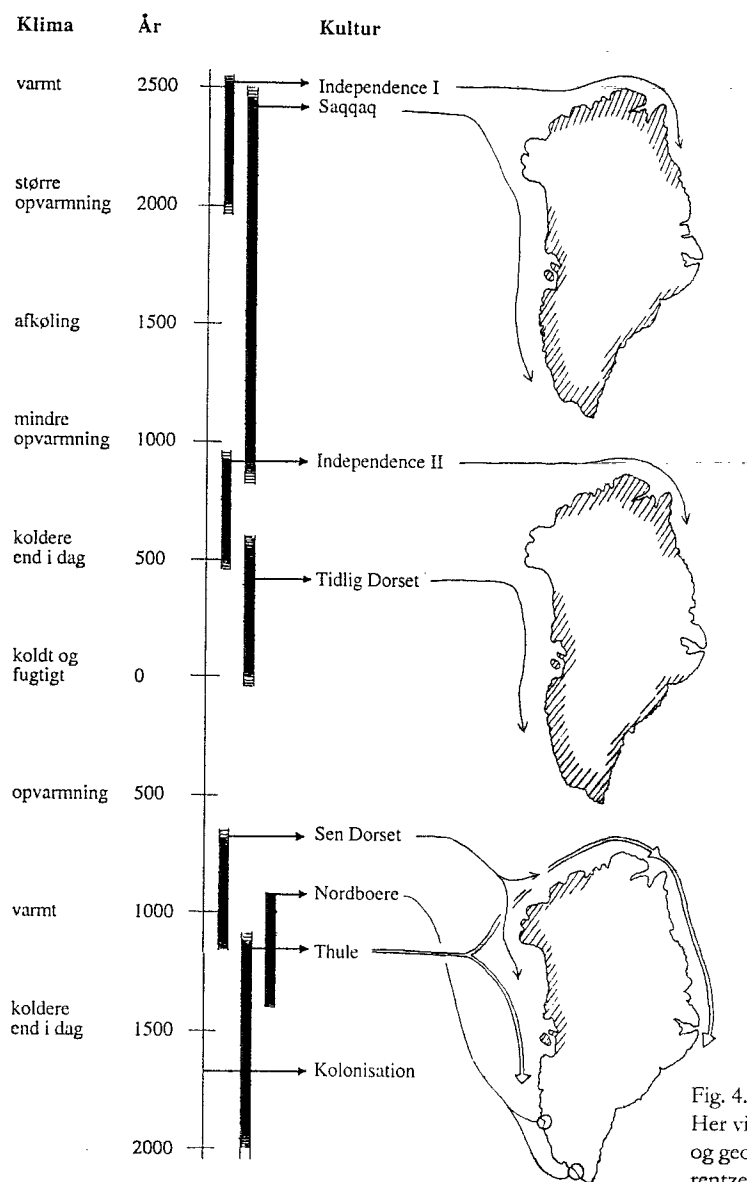 Klima År Kultur
varmt 2500 Independence I
Saqqaq
større
opvarmning 2000
afkøling 1500
mindre
opvarmning 1000
Independence II
koldere
end i dag 500
Tidlig Dorset
koldt og
fugtigt 0
opvarmning 500
Sen Dorset
Nordboere
varmt 1000
Thule
koldere
end i dag 1500
Kolonisation
2000
Fig. 4.
Her vi
og geo
rentze